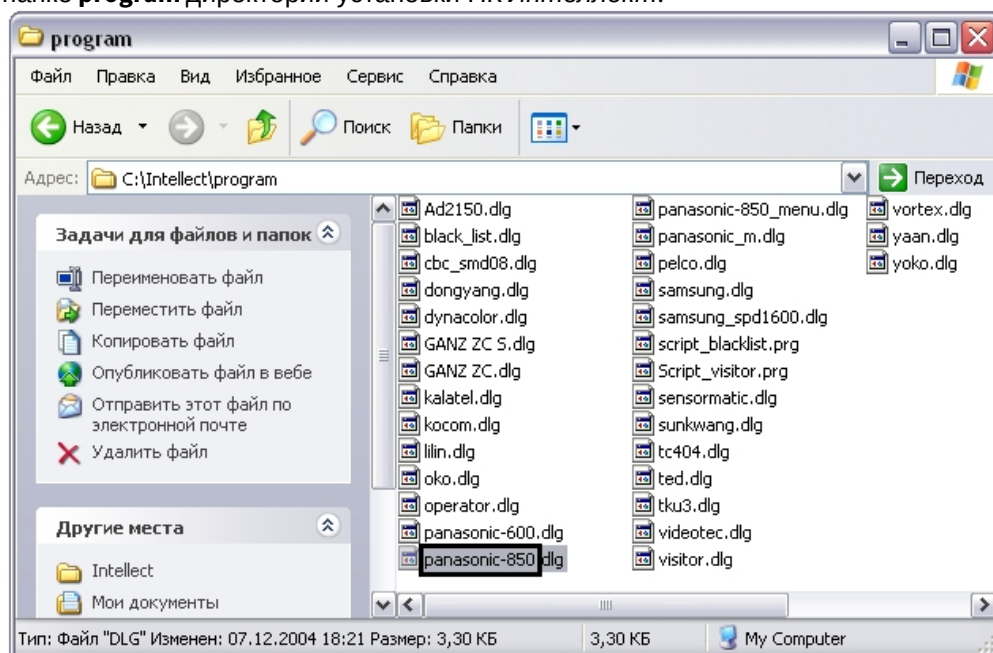 папке program директории установки ПК Интеллект.
program
Файл Правка Вид Избранное Сервис Справка
Назад Поиск Папки
Адрес: C:\Intellect\program Переход
Задачи для файлов и папок
Переименовать файл
Переместить файл
Копировать файл
Опубликовать файл в вебе
Отправить этот файл по
электронной почте
Удалить файл
Другие места
Intellect
Мои документы
Ad2150.dlg
black_list.dlg
cbc_smd08.dlg
dongyang.dlg
dynacolor.dlg
GANZ ZC S.dlg
GANZ ZC.dlg
kalatel.dlg
kocom.dlg
lilin.dlg
oko.dlg
operator.dlg
panasonic-600.dlg
panasonic-850.dlg
panasonic-850_menu.dlg
panasonic_m.dlg
pelco.dlg
samsung.dlg
samsung_spd1600.dlg
script_blacklist.prg
Script_visitor.prg
sensormatic.dlg
sunkwang.dlg
tc404.dlg
ted.dlg
tku3.dlg
videotec.dlg
visitor.dlg
vortex.dlg
yaan.dlg
yoko.dlg
Тип: Файл "DLG" Изменен: 07.12.2004 18:21 Размер: 3,30 КБ 3,30 КБ My Computer